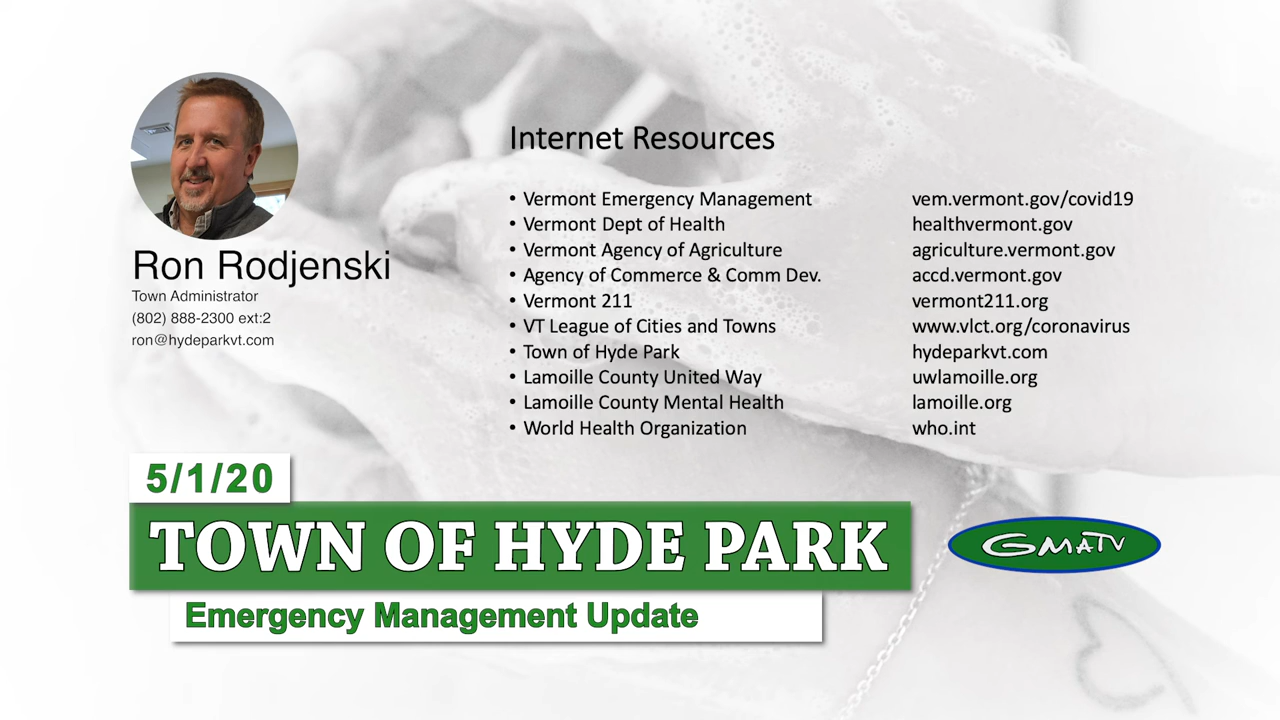 Ron Rodjenski
Town Administrator
(802) 888-2300 ext:2
ron@hydeparkvt.com
Internet Resources
• Vermont Emergency Management vem.vermont.gov/covid19
• Vermont Dept of Health healthvermont.gov
• Vermont Agency of Agriculture agriculture.vermont.gov
• Agency of Commerce & Comm Dev. accd.vermont.gov
• Vermont 211 vermont211.org
• VT League of Cities and Towns www.vlct.org/coronavirus
• Town of Hyde Park hydeparkvt.com
• Lamoille County United Way uwlamoille.org
• Lamoille County Mental Health lamoille.org
• World Health Organization who.int
5/1/20
TOWN OF HYDE PARK
GMATV
Emergency Management Update